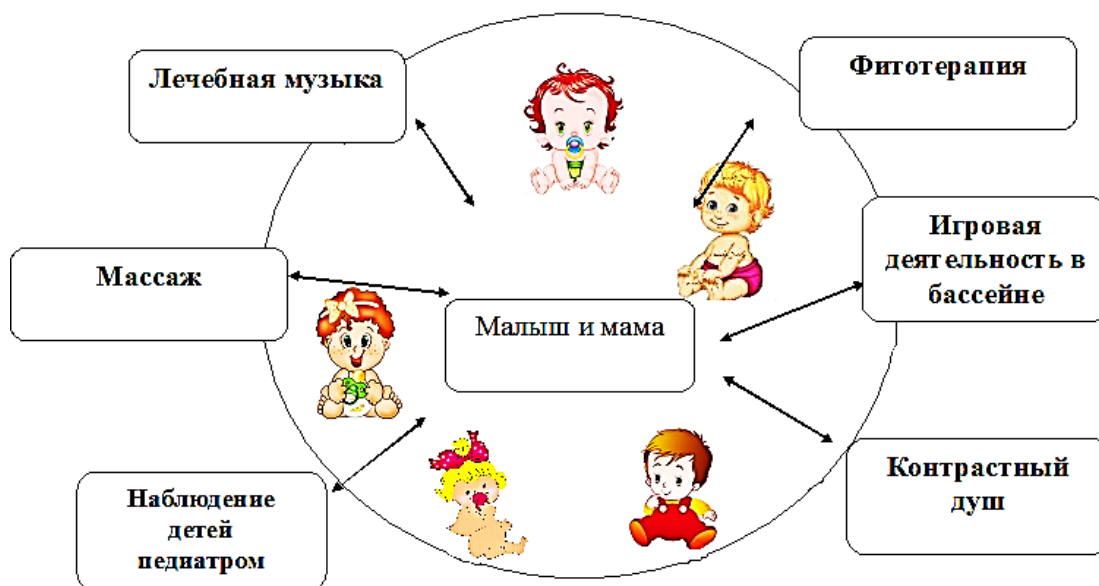 Лечебная музыка
Фитотерапия
Массаж
Игровая
деятельность в
бассейне
Малыш и мама
Наблюдение
детей
педиатром
Контрастный
душ